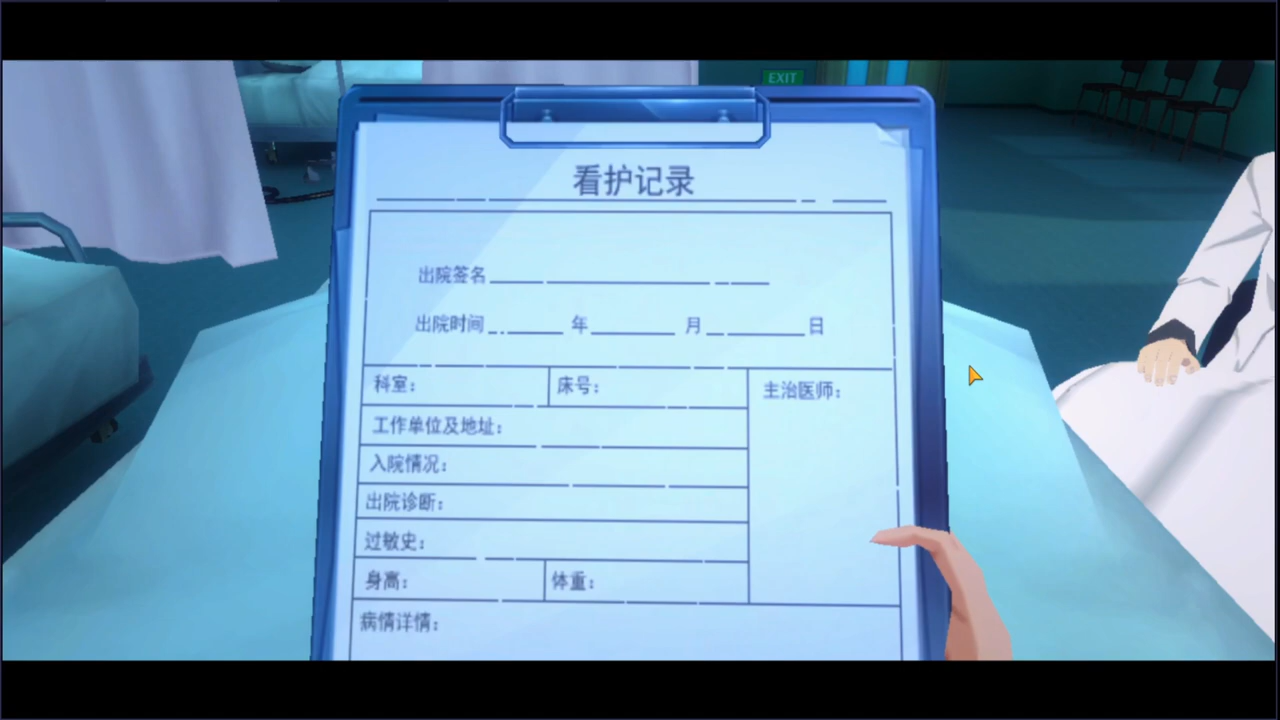 EXIT
看护记录
出院签名
出院时间 年 月 日
科室: 床号: 主治医师:
工作单位及地址:
入院情况:
出院诊断:
过敏史:
身高: 体重:
病情详情: